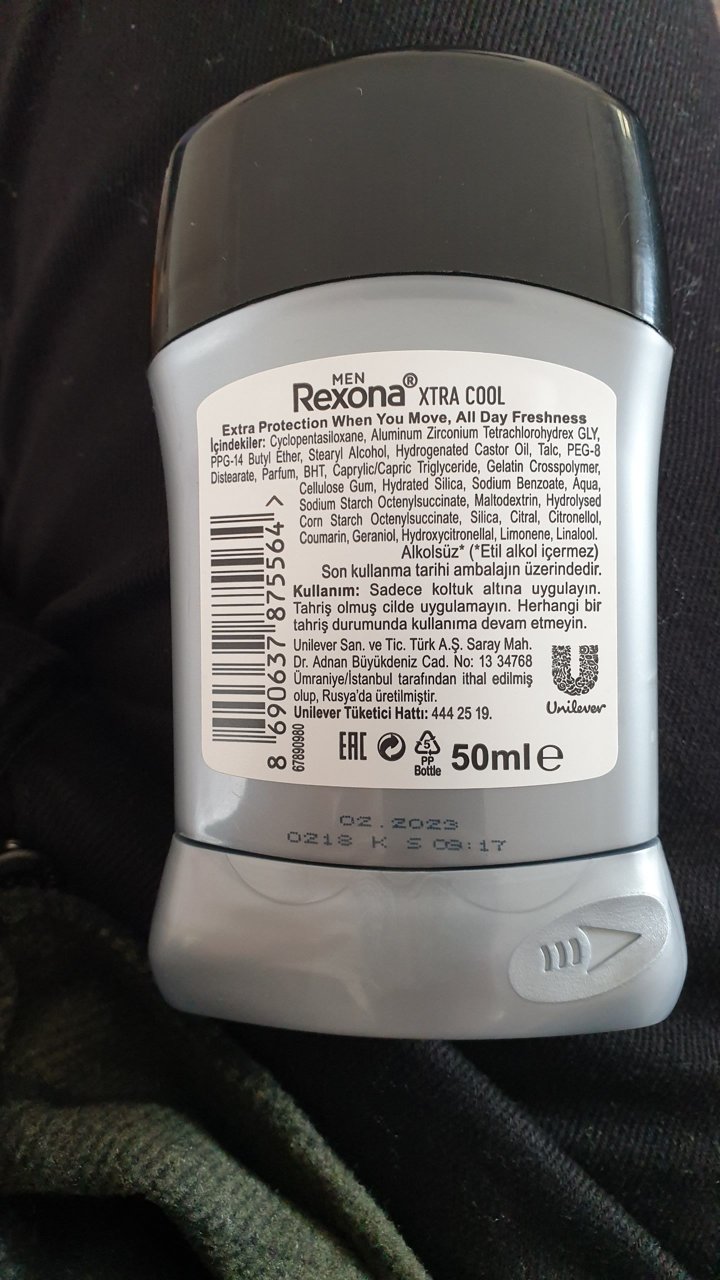 MEN
Rexona® XTRA COOL
Extra Protection When You Move, All Day Freshness
İçindekiler: Cyclopentasiloxane, Aluminum Zirconium Tetrachlorohydrex GLY,
PPG-14 Butyl Ether, Stearyl Alcohol, Hydrogenated Castor Oil, Talc, PEG-8
Distearate, Parfum, BHT, Caprylic/Capric Triglyceride, Gelatin Crosspolymer,
Cellulose Gum, Hydrated Silica, Sodium Benzoate, Aqua,
Sodium Starch Octenylsuccinate, Maltodextrin, Hydrolysed
Corn Starch Octenylsuccinate, Silica, Citral, Citronellol,
Coumarin, Geraniol, Hydroxycitronellal, Limonene, Linalool.
Alkolsüz* (*Etil alkol içermez)
Son kullanma tarihi ambalajın üzerindedir.
Kullanım: Sadece koltuk altına uygulayın.
Tahriş olmuş cilde uygulamayın. Herhangi bir
tahriş durumunda kullanıma devam etmeyin.
Unilever San. ve Tic. Türk A.Ş. Saray Mah.
Dr. Adnan Büyükdeniz Cad. No: 13 34768
Ümraniye/İstanbul tarafından ithal edilmiş
olup, Rusya'da üretilmiştir.
Unilever Tüketici Hattı: 444 25 19.
Unilever
8 690637 875564 >
67890980
EAC
5
PP
Bottle
50ml e
02.2023
0218 K S 09:17